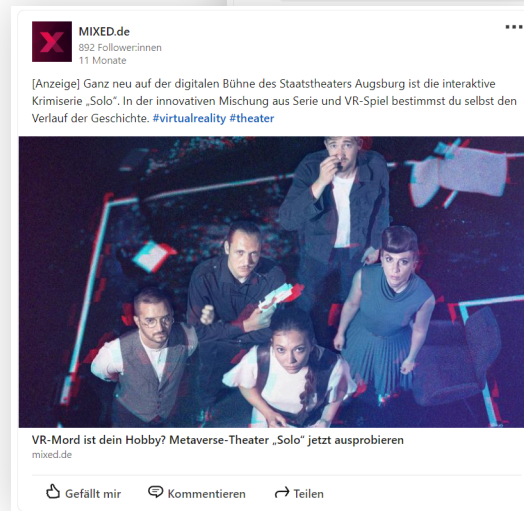 MIXED.de
892 Follower:innen
11 Monate
[Anzeige] Ganz neu auf der digitalen Bühne des Staatstheaters Augsburg ist die interaktive
Krimiserie „Solo“. In der innovativen Mischung aus Serie und VR-Spiel bestimmst du selbst den
Verlauf der Geschichte. #virtualreality #theater
VR-Mord ist dein Hobby? Metaverse-Theater „Solo“ jetzt ausprobieren
mixed.de
Gefällt mir
Kommentieren
Teilen